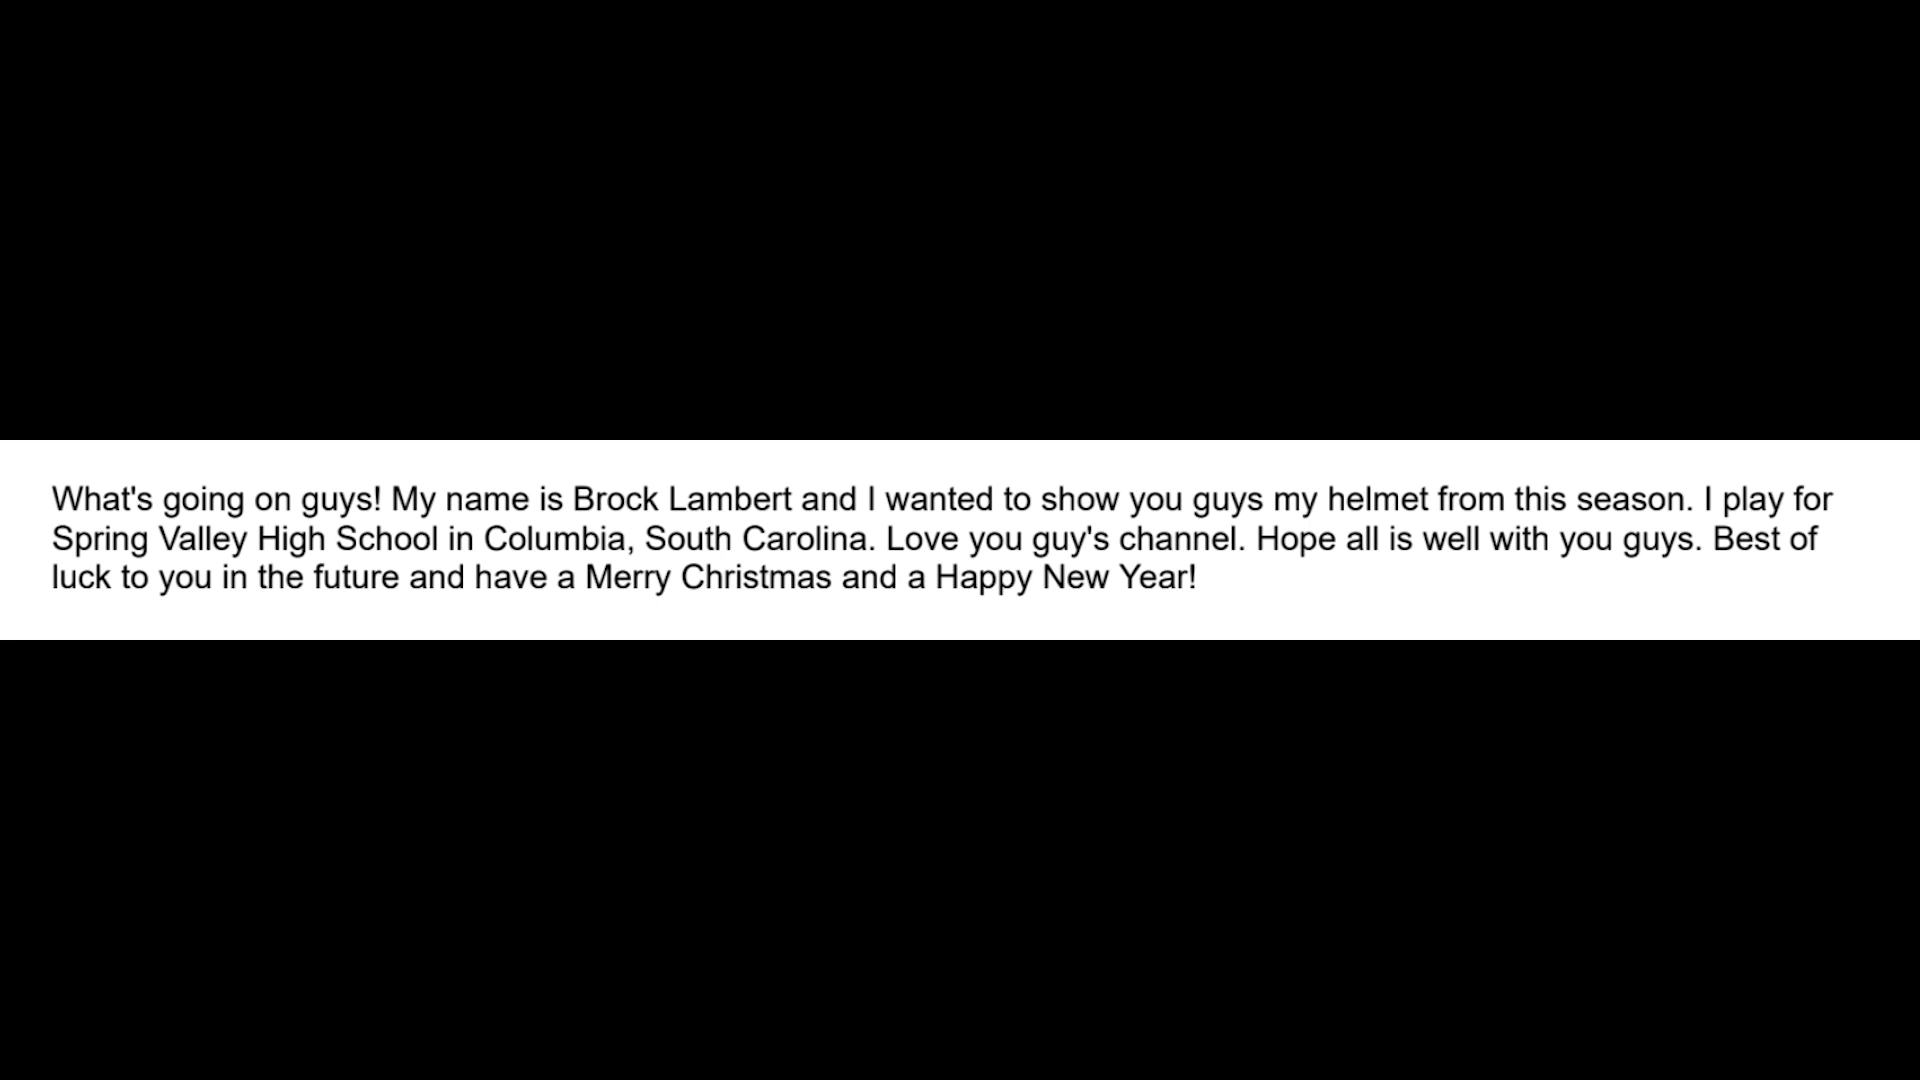 What's going on guys! My name is Brock Lambert and I wanted to show you guys my helmet from this season. I play for
Spring Valley High School in Columbia, South Carolina. Love you guy's channel. Hope all is well with you guys. Best of
luck to you in the future and have a Merry Christmas and a Happy New Year!